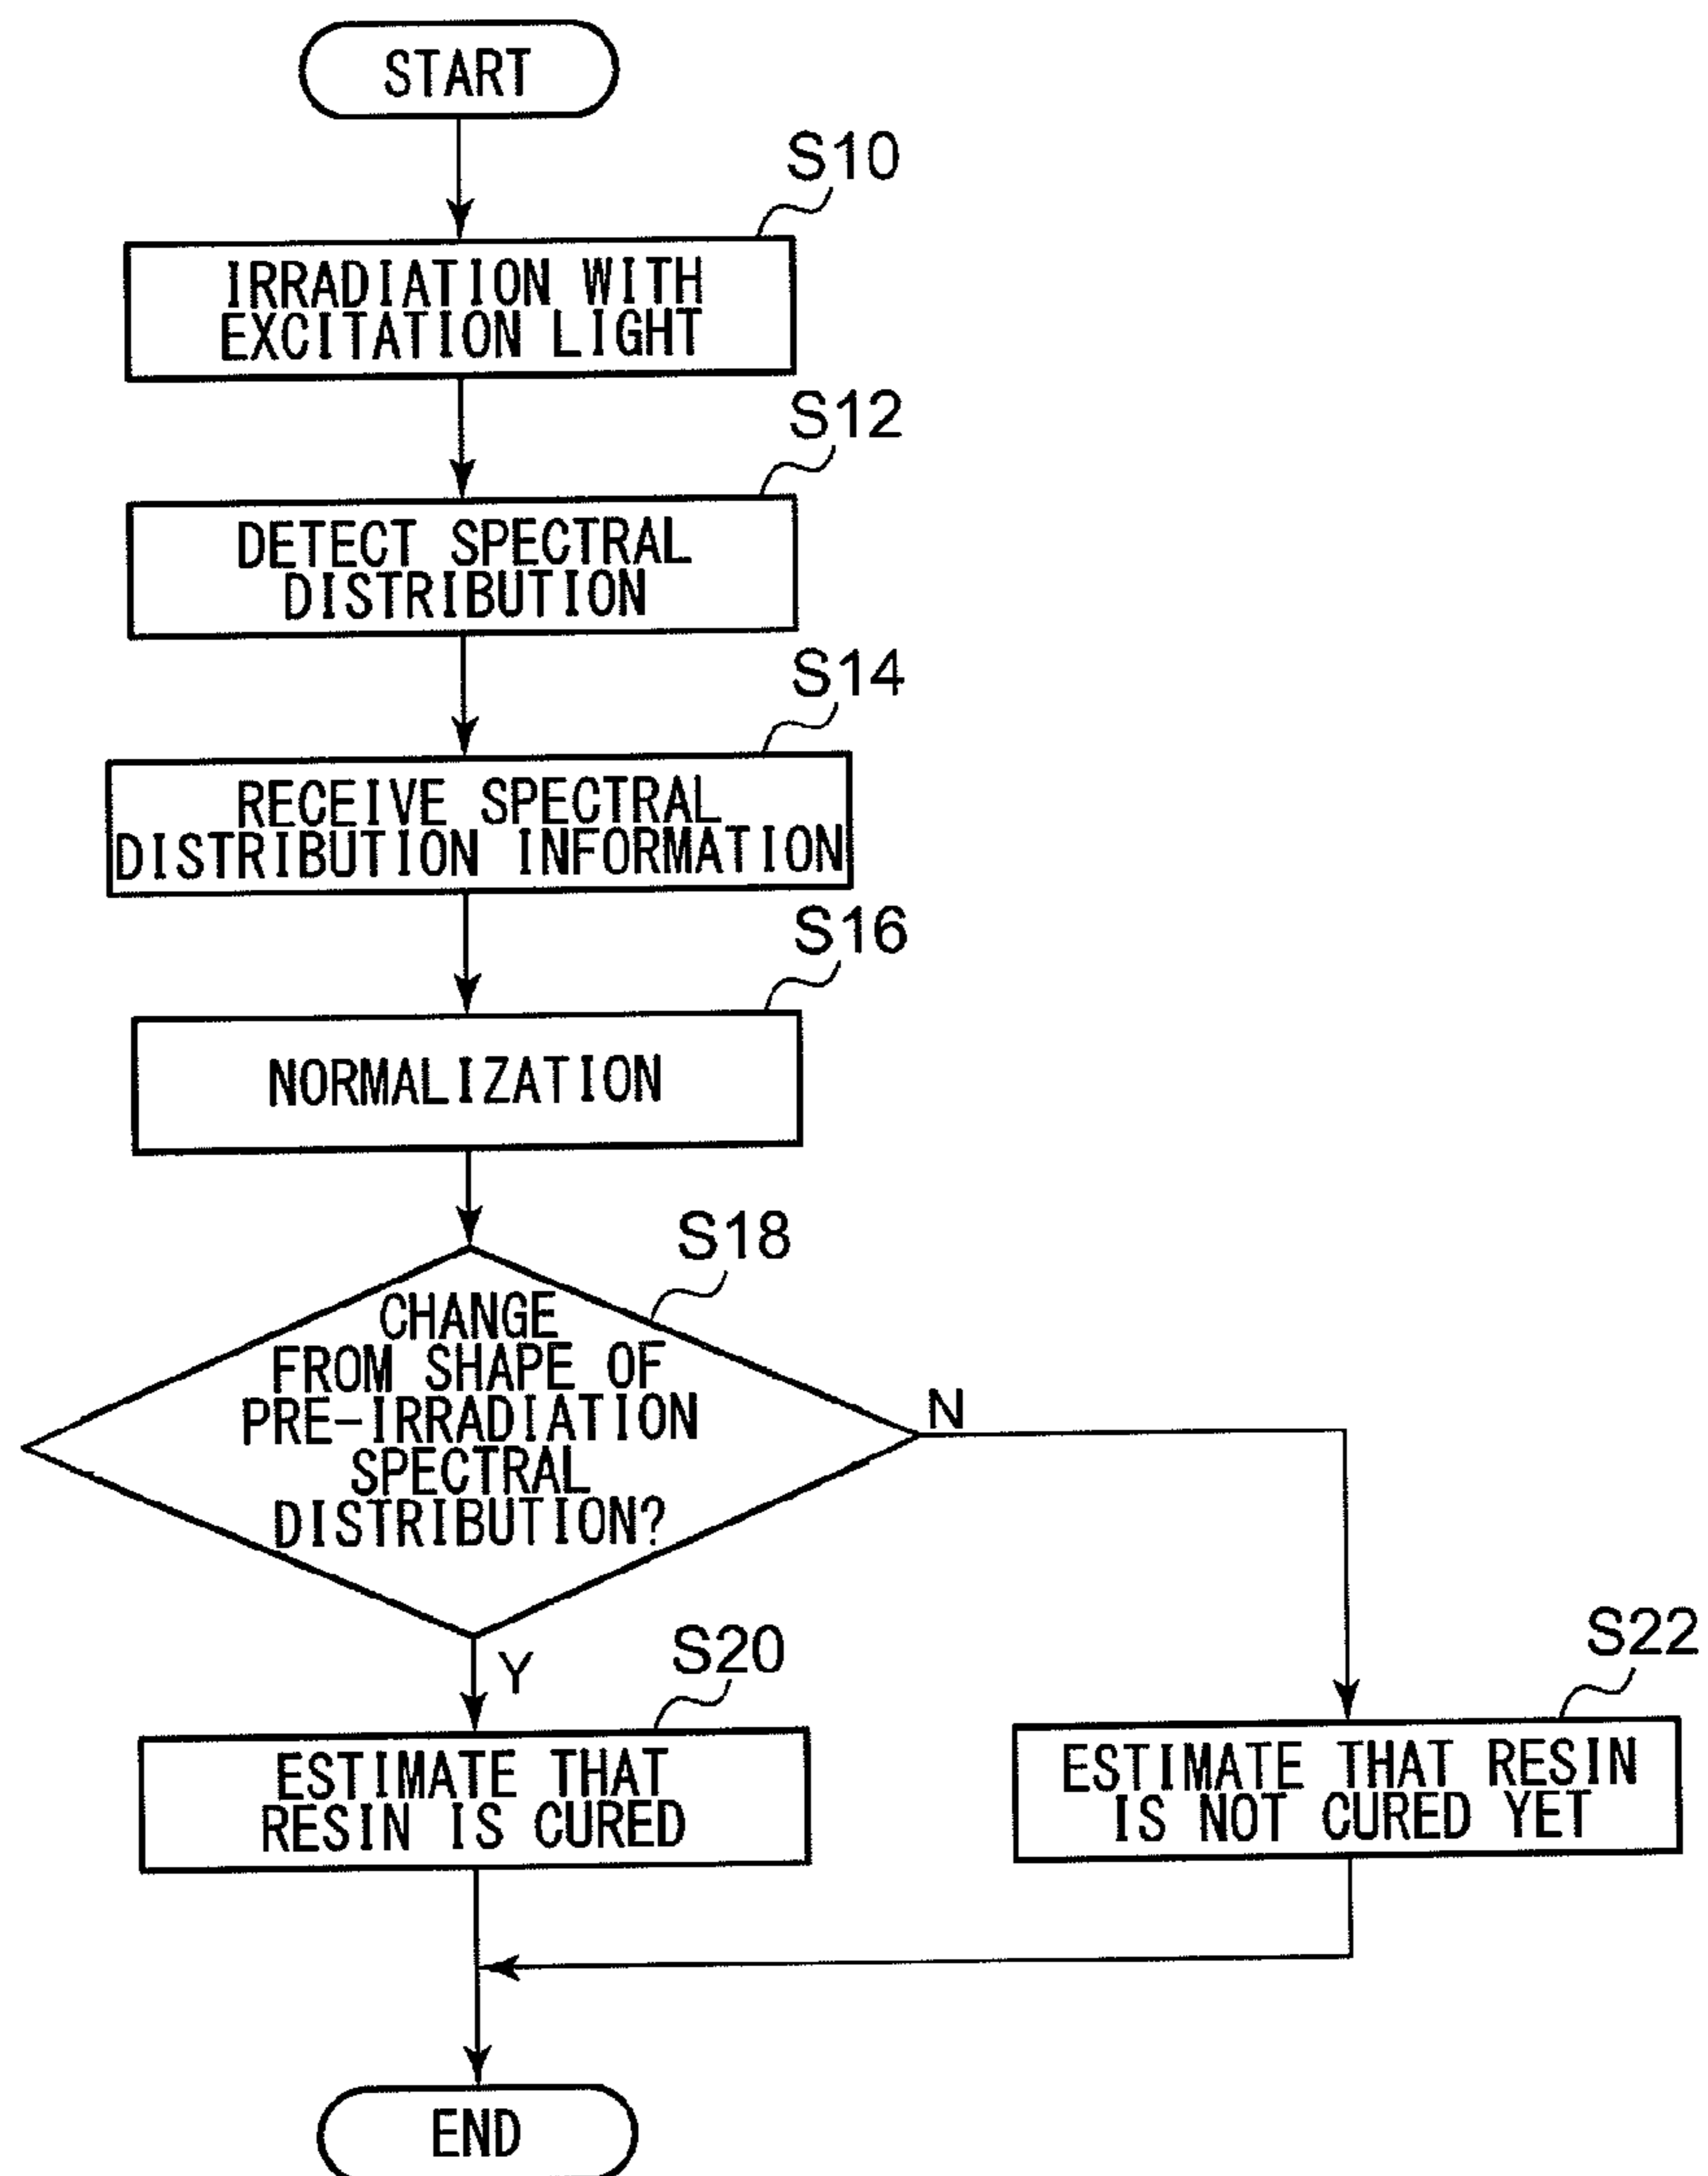 START
S10
IRRADIATION WITH
EXCITATION LIGHT
S12
DETECT SPECTRAL
DISTRIBUTION
S14
RECEIVE SPECTRAL
DISTRIBUTION INFORMATION
S16
NORMALIZATION
S18
CHANGE
FROM SHAPE OF
PRE-IRRADIATION
SPECTRAL
DISTRIBUTION?
N
Y
S20
ESTIMATE THAT
RESIN IS CURED
S22
ESTIMATE THAT RESIN
IS NOT CURED YET
END